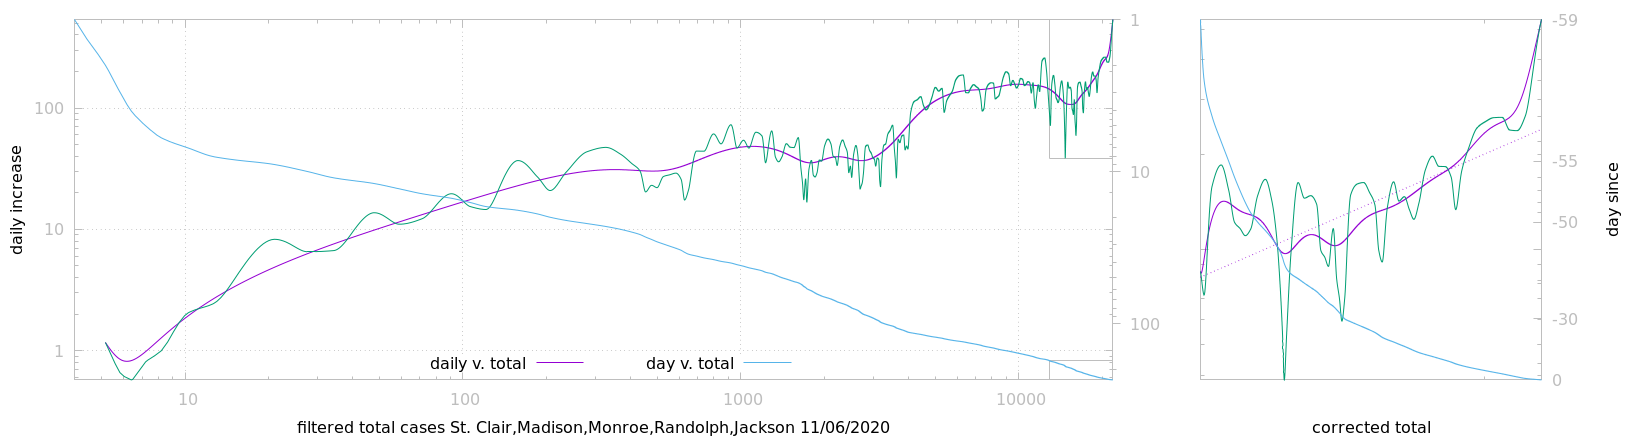 1
-59
100
daily increase
-55
10
day since
10
-50
100
-30
1
daily v. total
day v. total
0
10
100
1000
10000
filtered total cases St. Clair,Madison,Monroe,Randolph,Jackson 11/06/2020
corrected total